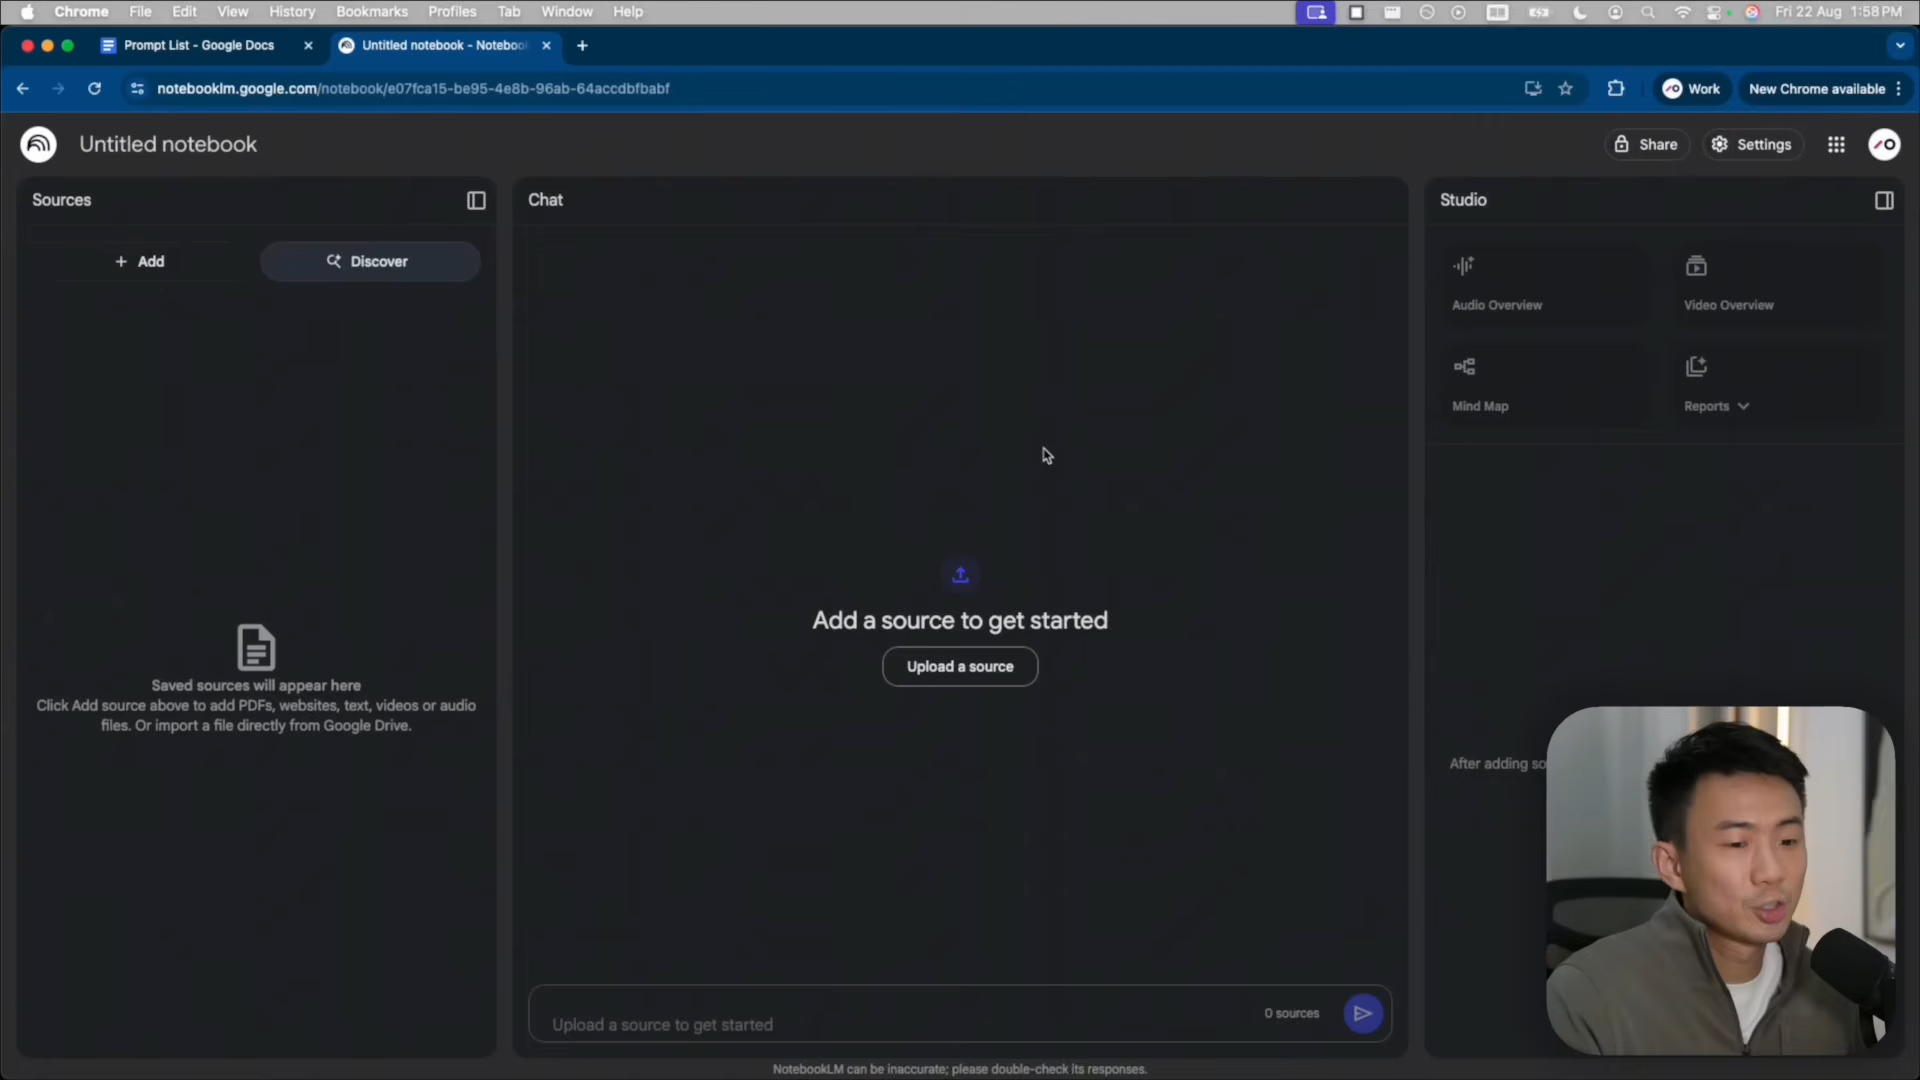 Chrome File Edit View History Bookmarks Profiles Tab Window Help Fri 22 Aug 1:58 PM
Prompt List - Google Docs Untitled notebook - Noteboo
notebooklm.google.com/notebook/e07fca15-be95-4e8b-96ab-64accdbfbabf Work New Chrome available
Untitled notebook Share Settings
Sources
Chat
Studio
+ Add Discover
Audio Overview Video Overview
Mind Map Reports
Add a source to get started
Upload a source
Saved sources will appear here
Click Add source above to add PDFs, websites, text, videos or audio
files. Or import a file directly from Google Drive.
After adding so
Upload a source to get started 0 sources
NotebookLM can be inaccurate; please double-check its responses.